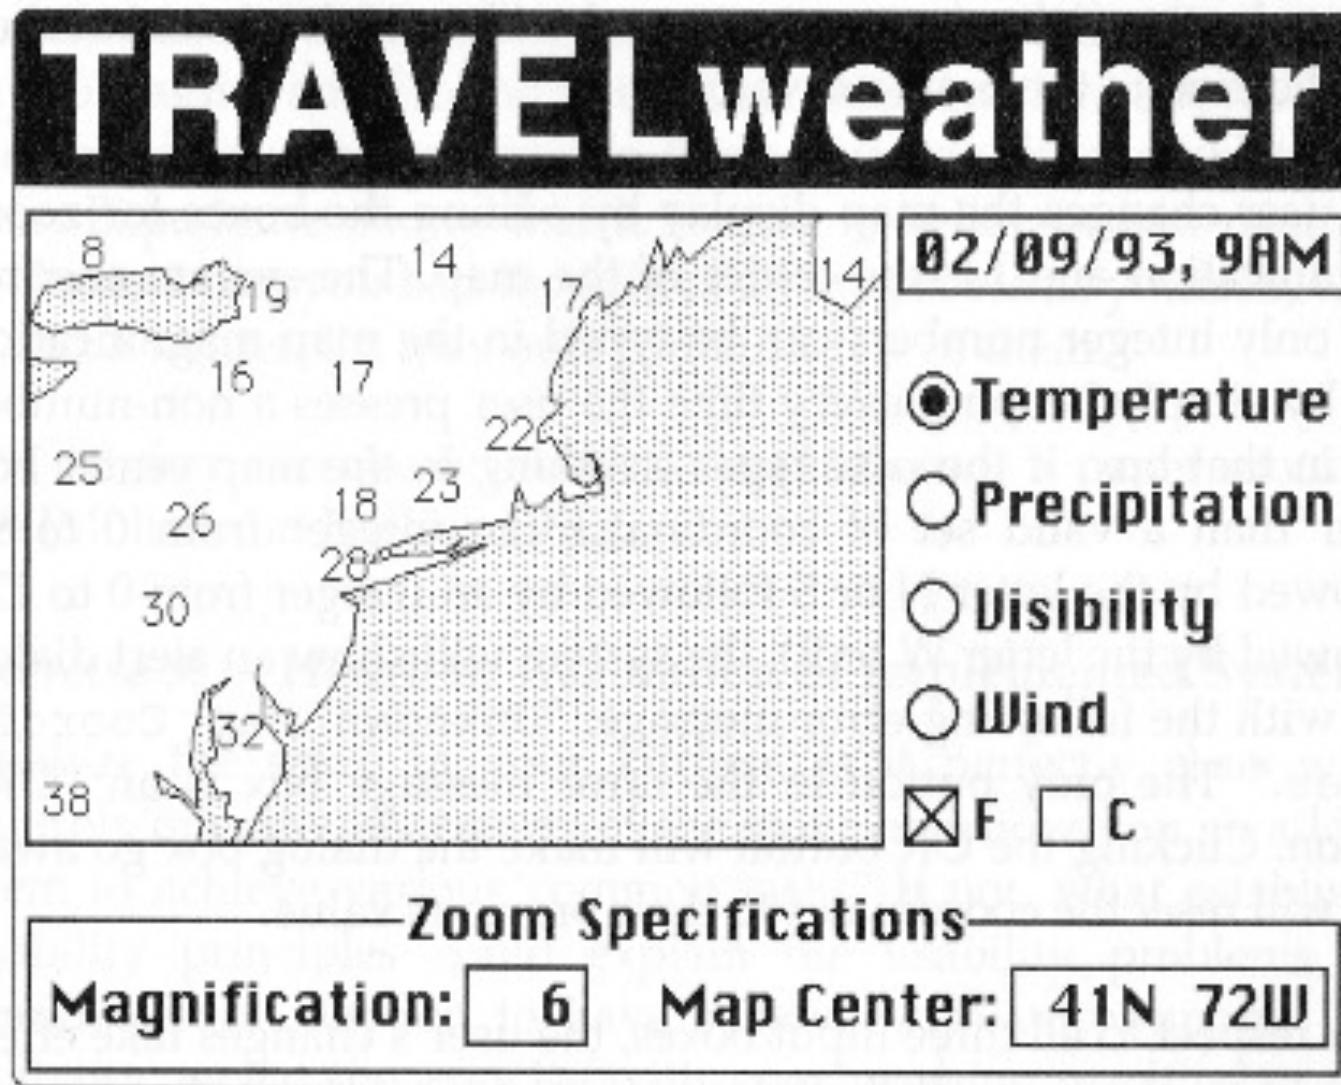 TRAVELweather
8 14 14
19 7
16 17
22
25 23
26 18
28
30
32
38
02/09/93, 9AM
Temperature
Precipitation
Visibility
Wind
F C
Zoom Specifications
Magnification: 6 Map Center: 41N 72W